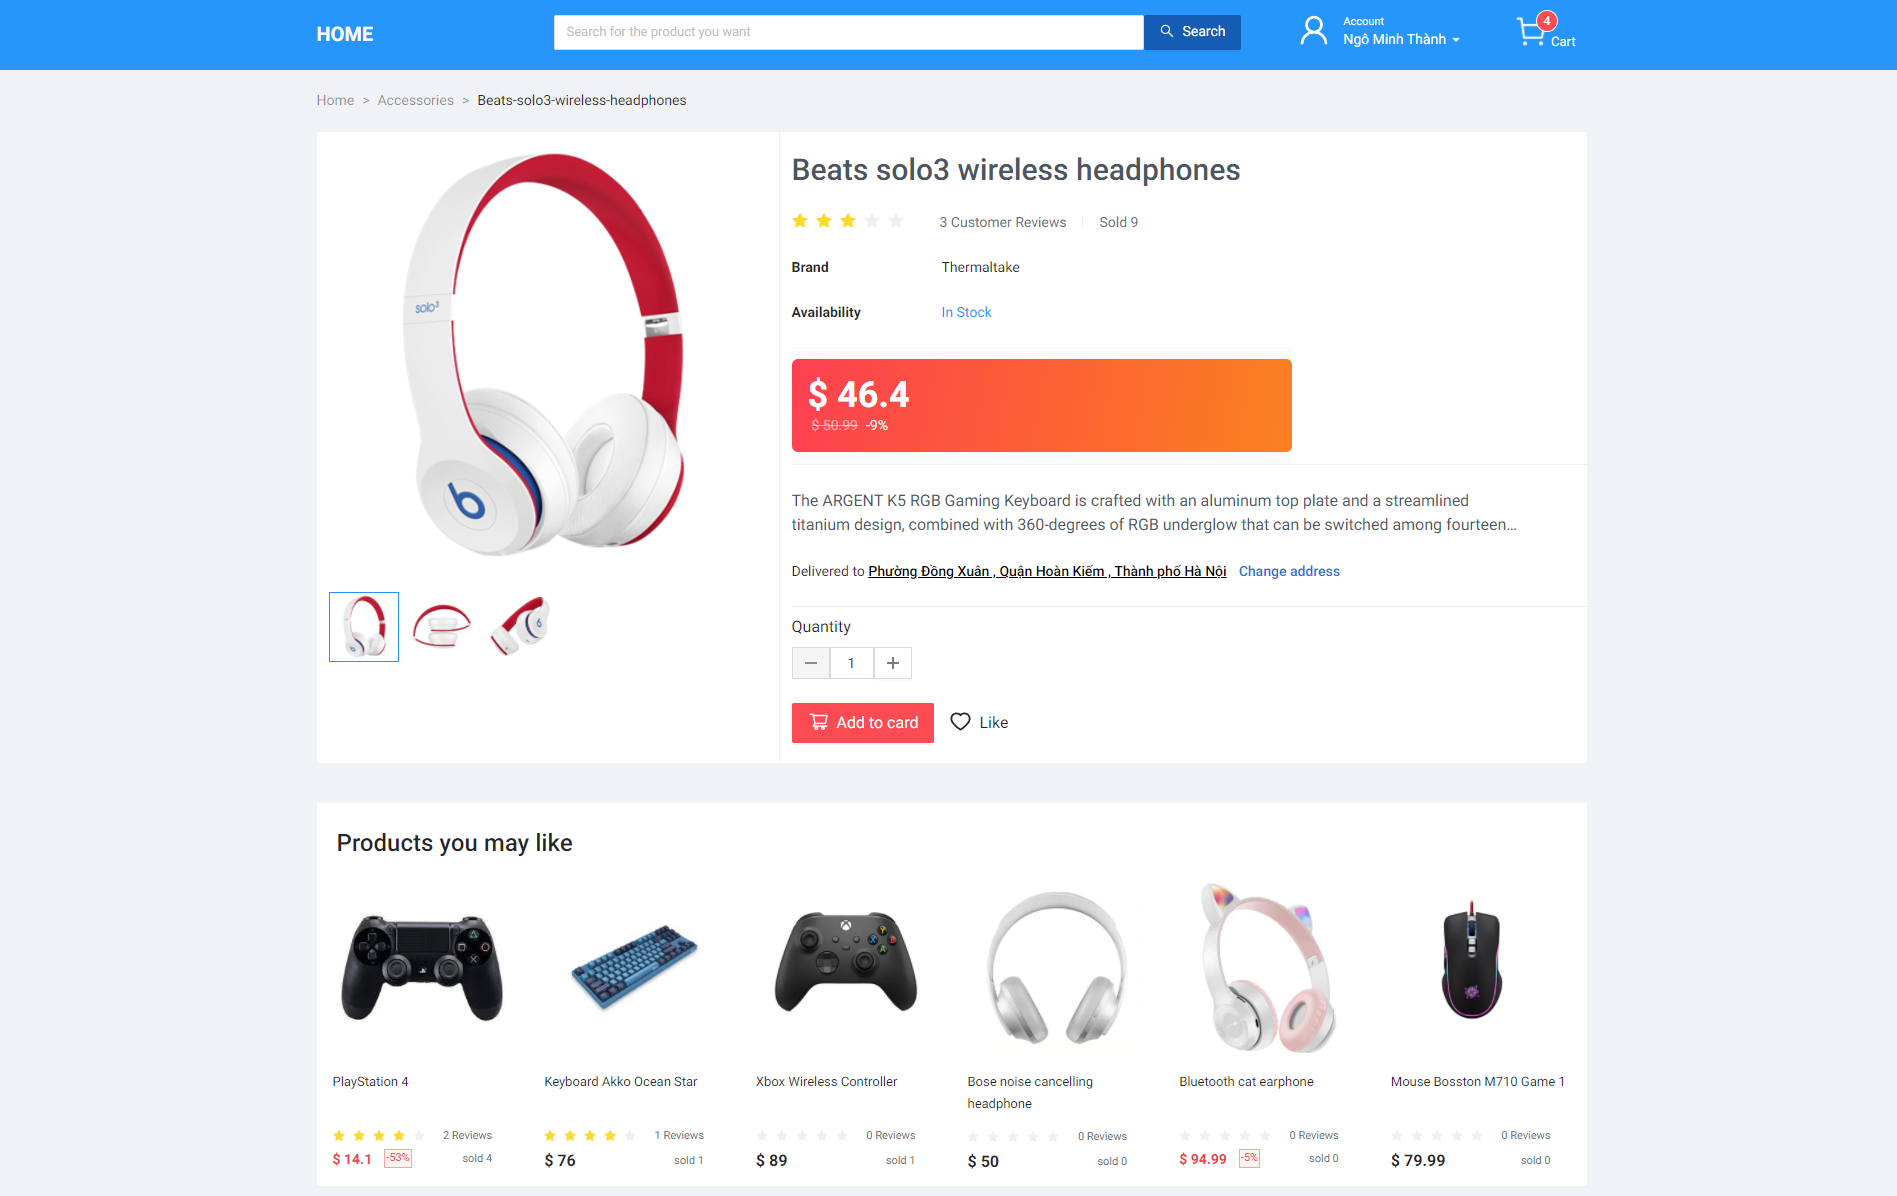 HOME
Search for the product you want
Search
Account
Ngô Minh Thành
4
Cart
Home > Accessories > Beats-solo3-wireless-headphones
solo3
Beats solo3 wireless headphones
3 Customer Reviews
Sold 9
Brand
Thermaltake
Availability
In Stock
$ 46.4
$ 50.99 -9%
The ARGENT K5 RGB Gaming Keyboard is crafted with an aluminum top plate and a streamlined
titanium design, combined with 360-degrees of RGB underglow that can be switched among fourteen...
Delivered to Phường Đồng Xuân , Quận Hoàn Kiếm , Thành phố Hà Nội Change address
Quantity
1
Add to card
Like
Products you may like
PlayStation 4
2 Reviews
$ 14.1 -53%
sold 4
Keyboard Akko Ocean Star
1 Reviews
$ 76
sold 1
Xbox Wireless Controller
0 Reviews
$ 89
sold 1
Bose noise cancelling
headphone
0 Reviews
$ 50
sold 0
Bluetooth cat earphone
0 Reviews
$ 94.99 -5%
sold 0
Mouse Bosston M710 Game 1
0 Reviews
$ 79.99
sold 0